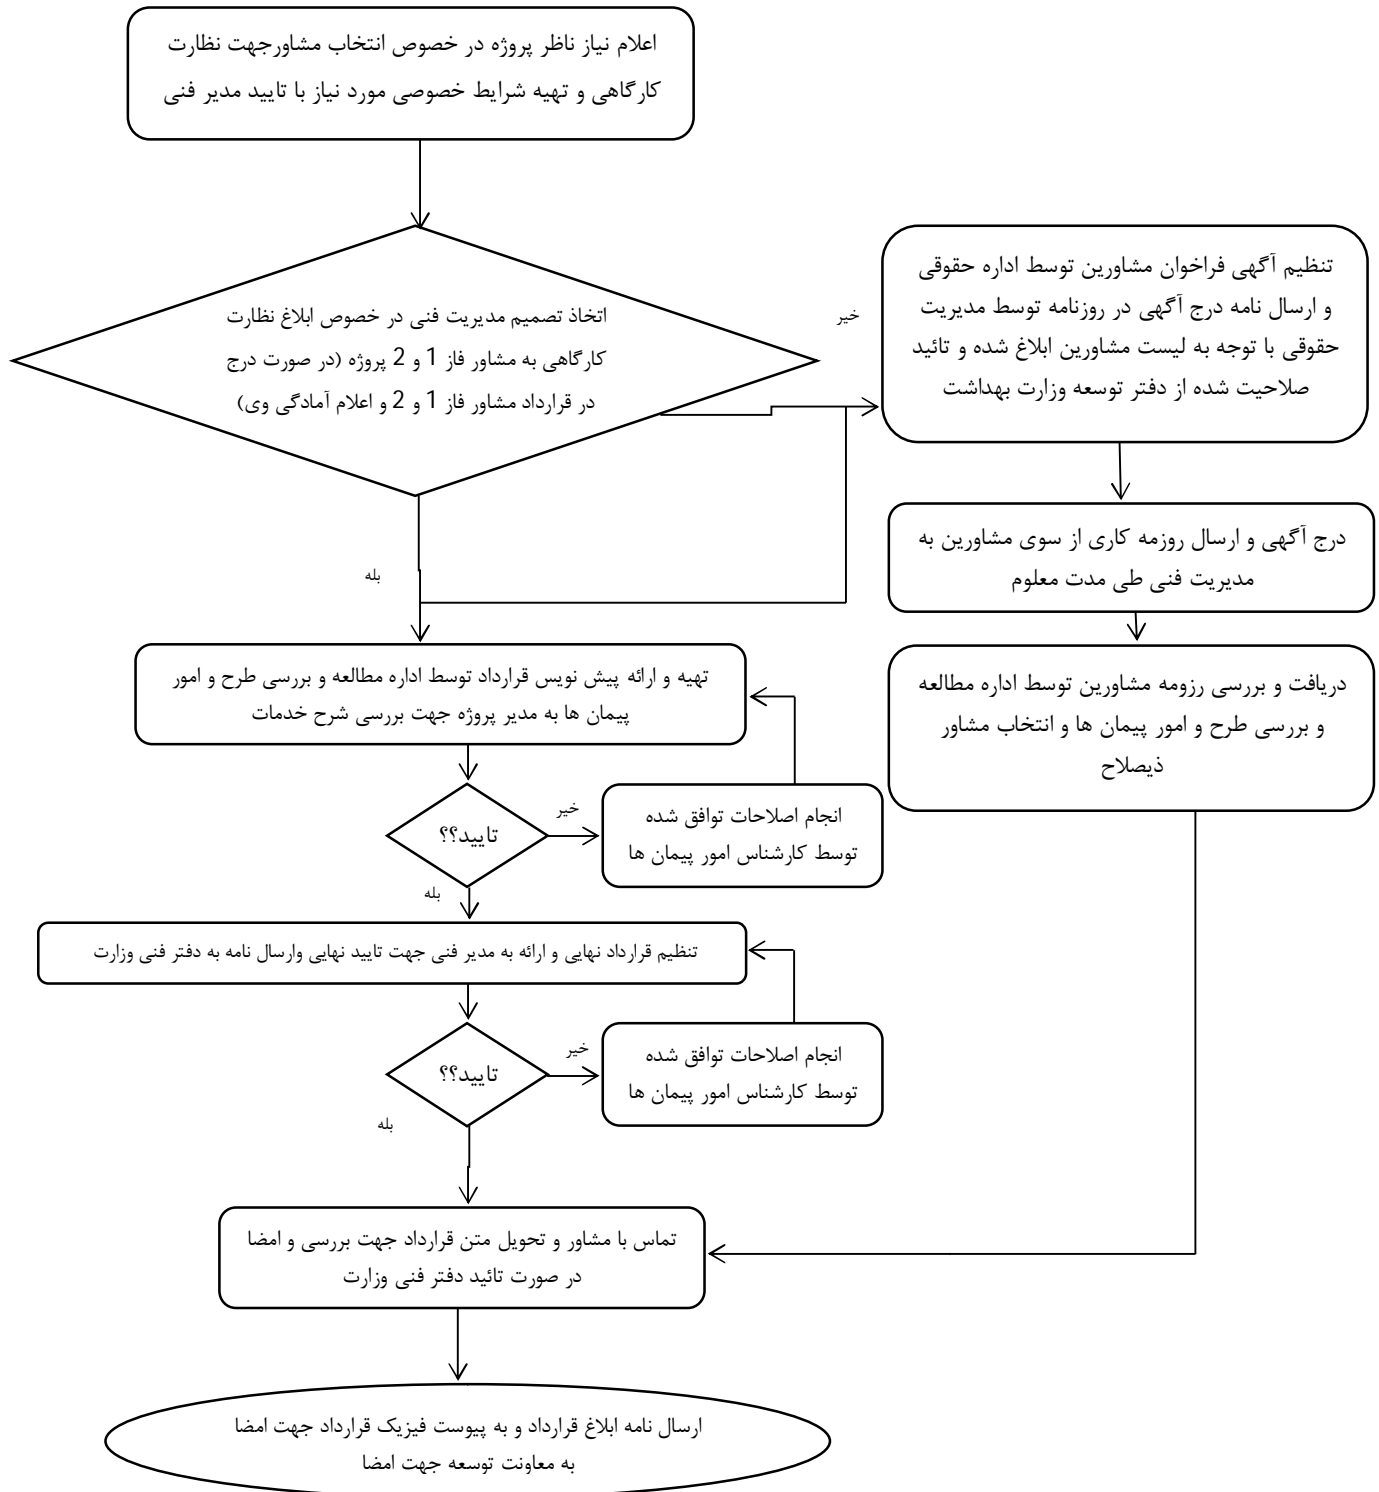 اعلام نیاز ناظر پروژه در خصوص انتخاب مشاورجهت نظارت
کارگاهی و تهیه شرایط خصوصی مورد نیاز با تایید مدیر فنی
اتخاذ تصمیم مدیریت فنی در خصوص ابلاغ نظارت
کارگاهی به مشاور فاز 1 و 2 پروژه (در صورت درج
در قرارداد مشاور فاز 1 و 2 و اعلام آمادگی وی)
خیر
تنظیم آگهی فراخوان مشاورین توسط اداره حقوقی
و ارسال نامه درج آگهی در روزنامه توسط مدیریت
حقوقی با توجه به لیست مشاورین ابلاغ شده و تائید
صلاحیت شده از دفتر توسعه وزارت بهداشت
درج آگهی و ارسال روزمه کاری از سوی مشاورین به
مدیریت فنی طی مدت معلوم
دریافت و بررسی رزومه مشاورین توسط اداره مطالعه
و بررسی طرح و امور پیمان ها و انتخاب مشاور
ذیصلاح
بله
تهیه و ارائه پیش نویس قرارداد توسط اداره مطالعه و بررسی طرح و امور
پیمان ها به مدیر پروژه جهت بررسی شرح خدمات
تایید؟؟
خیر
انجام اصلاحات توافق شده
توسط کارشناس امور پیمان ها
بله
تنظیم قرارداد نهایی و ارائه به مدیر فنی جهت تایید نهایی وارسال نامه به دفتر فنی وزارت
تایید؟؟
خیر
انجام اصلاحات توافق شده
توسط کارشناس امور پیمان ها
بله
تماس با مشاور و تحویل متن قرارداد جهت بررسی و امضا
در صورت تائید دفتر فنی وزارت
ارسال نامه ابلاغ قرارداد و به پیوست فیزیک قرارداد جهت امضا
به معاونت توسعه جهت امضا